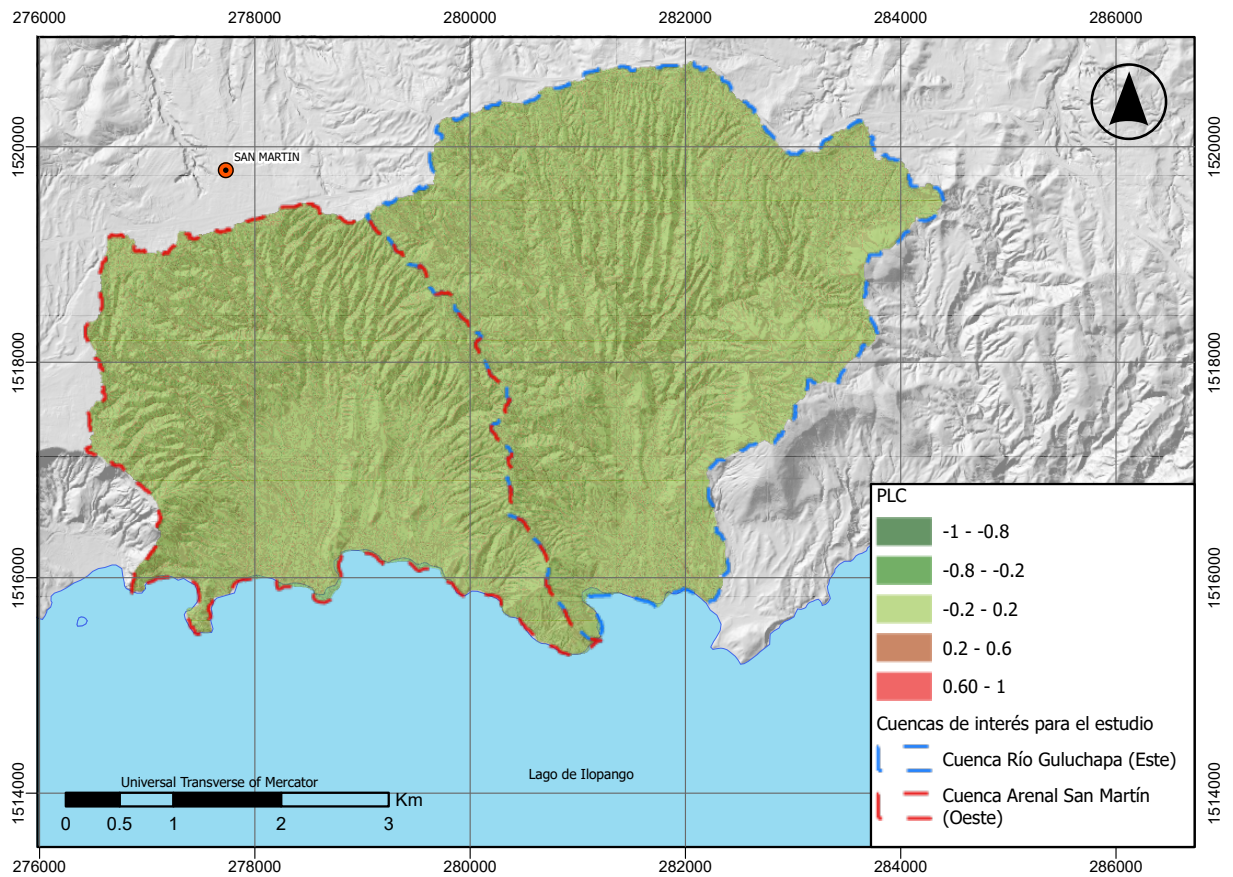 276000 278000 280000 282000 284000 286000
1520000 1520000
SAN MARTIN
1518000 1518000
PLC
-1 - -0.8
-0.8 - -0.2
1516000 1516000
-0.2 - 0.2
0.2 - 0.6
0.60 - 1
Cuencas de interés para el estudio
Cuenca Río Guluchapa (Este)
Cuenca Arenal San Martín
(Oeste)
Lago de Ilopango
Universal Transverse of Mercator
Km
0 0.5 1 2 3
1514000 1514000
276000 278000 280000 282000 284000 286000